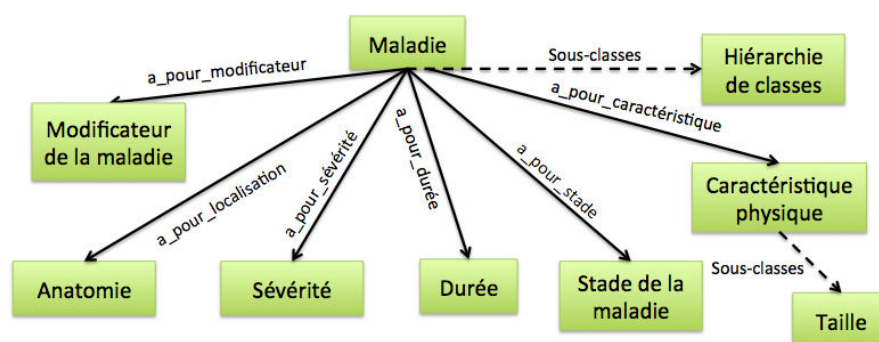 Maladie
Sous-classes
Hiérarchie
de classes
a_pour_modificateur
Modificateur
de la maladie
a_pour_localisation
a_pour_sévérité
a_pour_durée
a_pour_stade
a_pour_caractéristique
Caractéristique
physique
Sous-classes
Anatomie
Sévérité
Durée
Stade de la
maladie
Taille